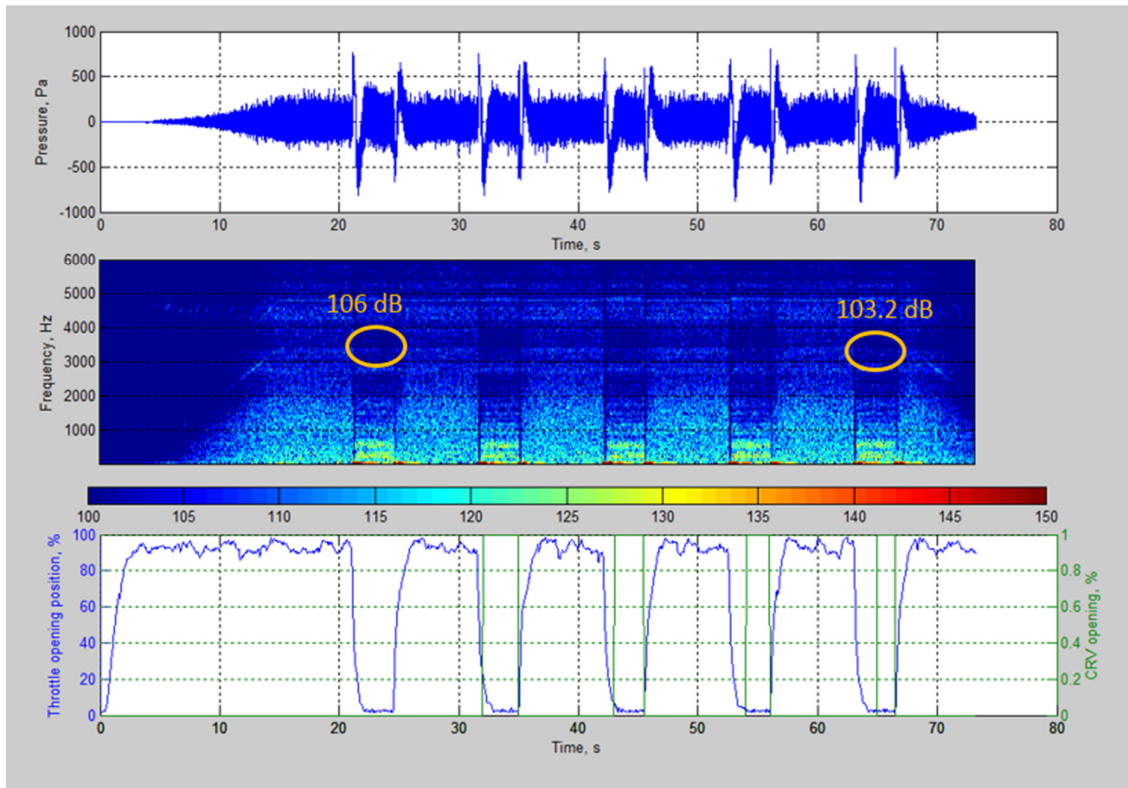 1000
500
0
-500
-1000
Pressure, Pa
0 10 20 30 40 50 60 70 80
Time, s
6000
5000
4000
3000
2000
1000
Frequency, Hz
106 dB
103.2 dB
100 105 110 115 120 125 130 135 140 145 150
100
80
60
40
20
0
Throttle opening position, %
1
0.8
0.6
0.4
0.2
0
CRV opening, %
0 10 20 30 40 50 60 70 80
Time, s